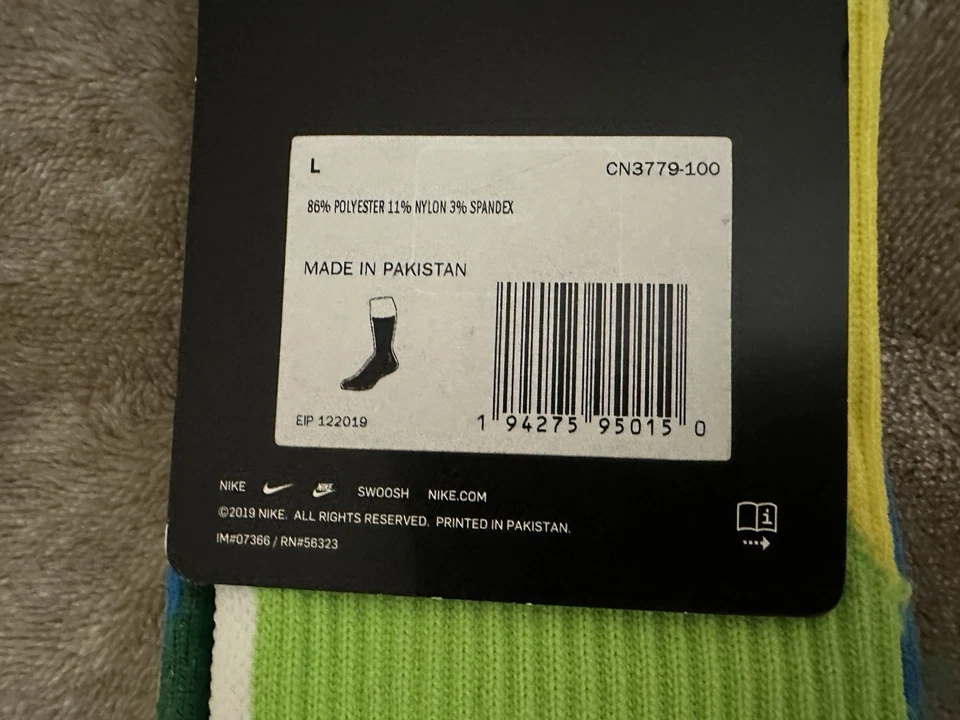 L
CN3779-100
86% POLYESTER 11% NYLON 3% SPANDEX
MADE IN PAKISTAN
EIP 122019
1 94275 95015 0
NIKE NIKE SWOOSH NIKE.COM
©2019 NIKE. ALL RIGHTS RESERVED. PRINTED IN PAKISTAN.
IM#07366 / RN#56323
i